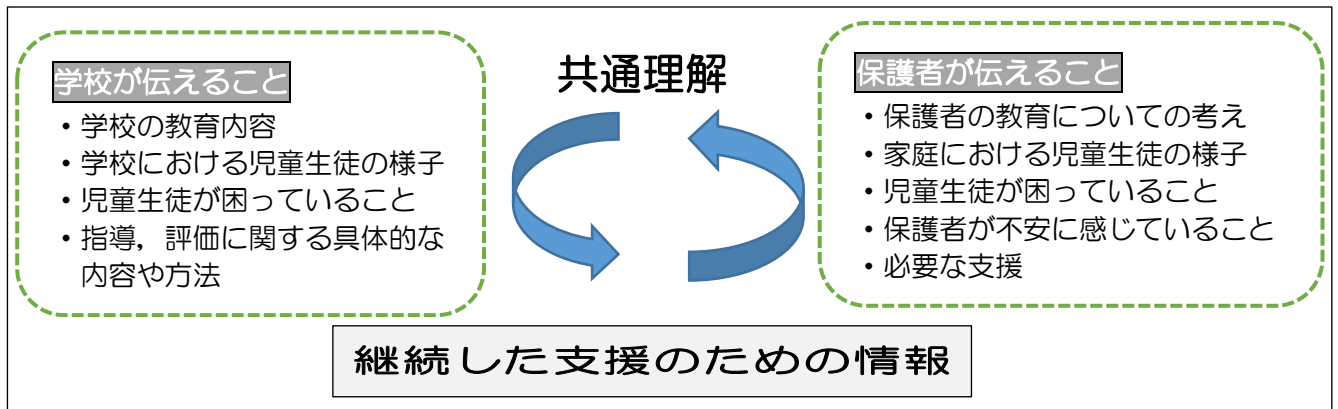 学校が伝えること
・学校の教育内容
・学校における児童生徒の様子
・児童生徒が困っていること
・指導，評価に関する具体的な
内容や方法
共通理解
保護者が伝えること
・保護者の教育についての考え
・家庭における児童生徒の様子
・児童生徒が困っていること
・保護者が不安に感じていること
・必要な支援
継続した支援のための情報